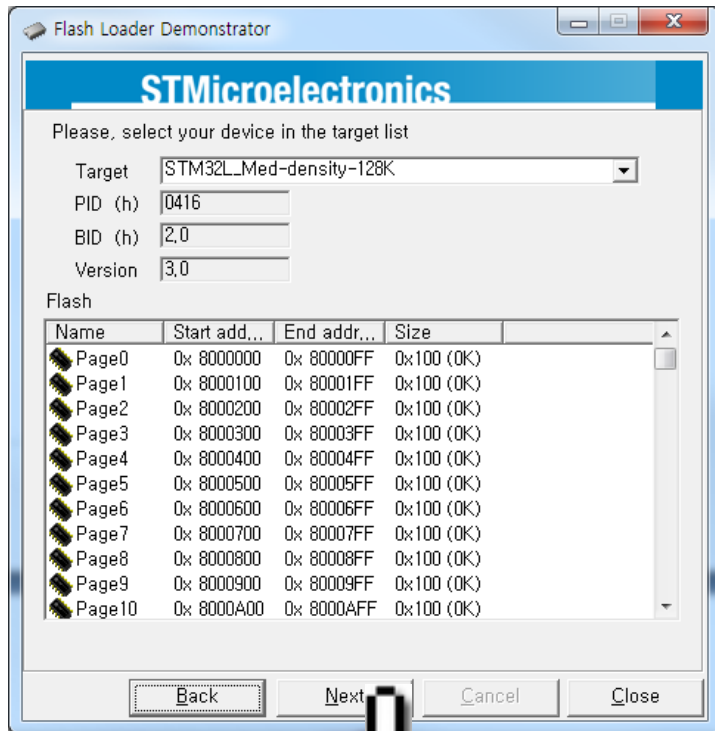 Flash Loader Demonstrator
STMicroelectronics
Please, select your device in the target list
Target STM32L_Med-density-128K
PID (h) 0416
BID (h) 2.0
Version 3.0
Flash
Name Start add... End addr... Size
Page0 0x 8000000 0x 80000FF 0x100 (0K)
Page1 0x 8000100 0x 80001FF 0x100 (0K)
Page2 0x 8000200 0x 80002FF 0x100 (0K)
Page3 0x 8000300 0x 80003FF 0x100 (0K)
Page4 0x 8000400 0x 80004FF 0x100 (0K)
Page5 0x 8000500 0x 80005FF 0x100 (0K)
Page6 0x 8000600 0x 80006FF 0x100 (0K)
Page7 0x 8000700 0x 80007FF 0x100 (0K)
Page8 0x 8000800 0x 80008FF 0x100 (0K)
Page9 0x 8000900 0x 80009FF 0x100 (0K)
Page10 0x 8000A00 0x 8000AFF 0x100 (0K)
Back Next Cancel Close